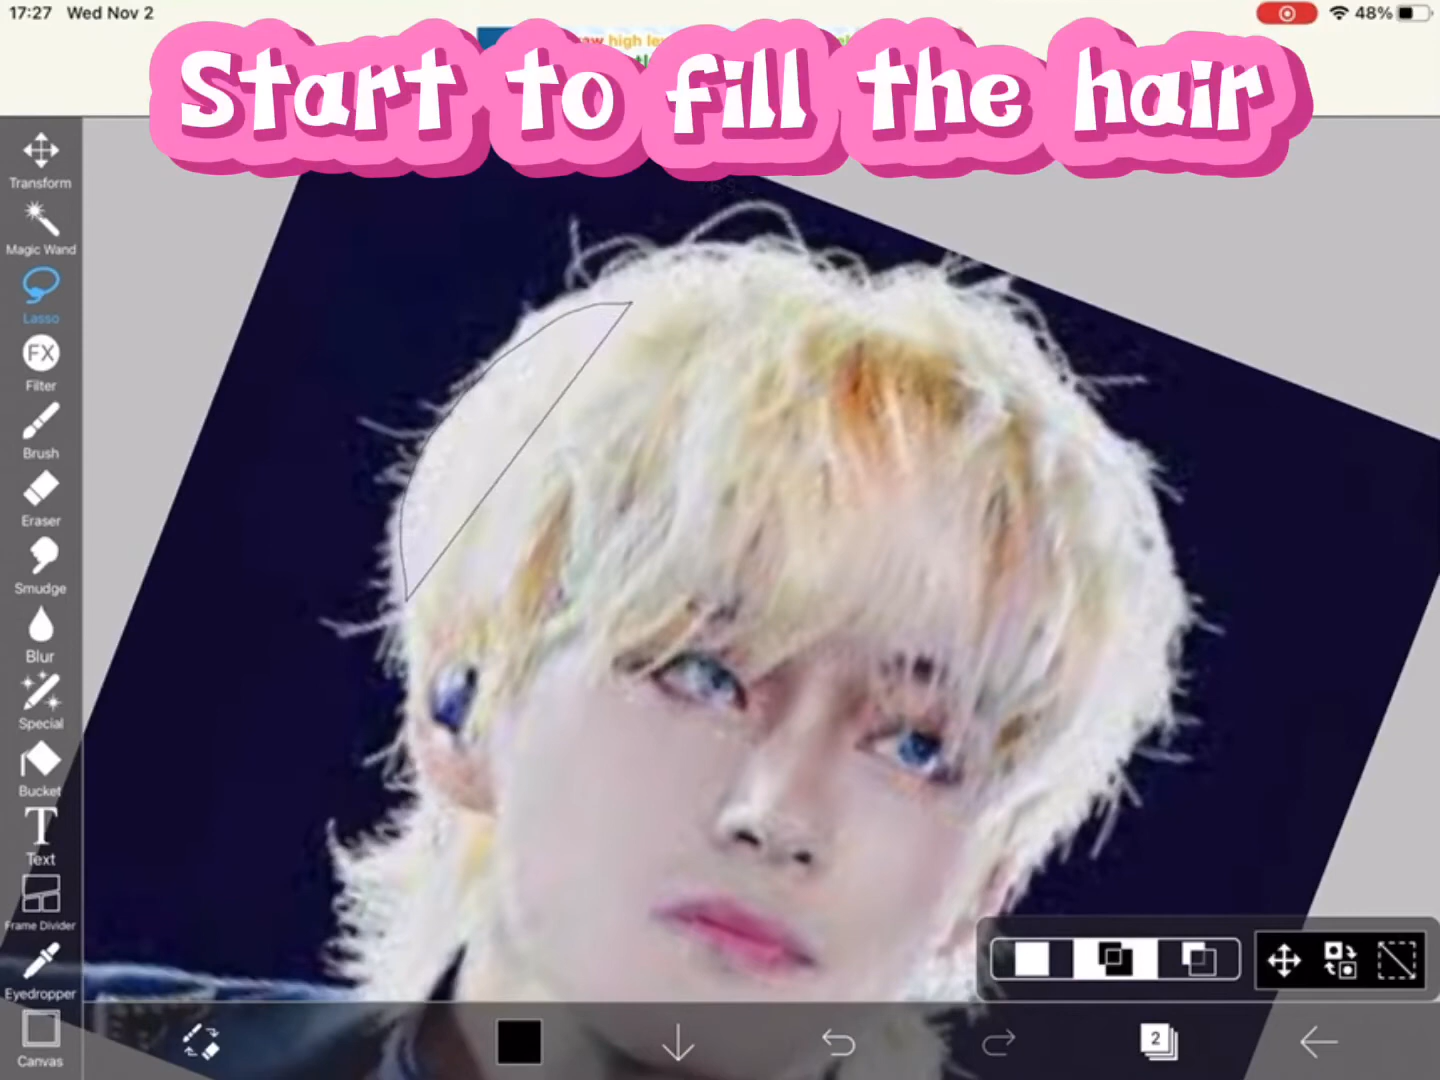 17:27 Wed Nov 2
48%
high
Start to fill the hair
Transform
Magic Wand
Lasso
FX
Filter
Brush
Eraser
Smudge
Blur
Special
Bucket
T
Text
Frame Divider
Eyedropper
Canvas
2